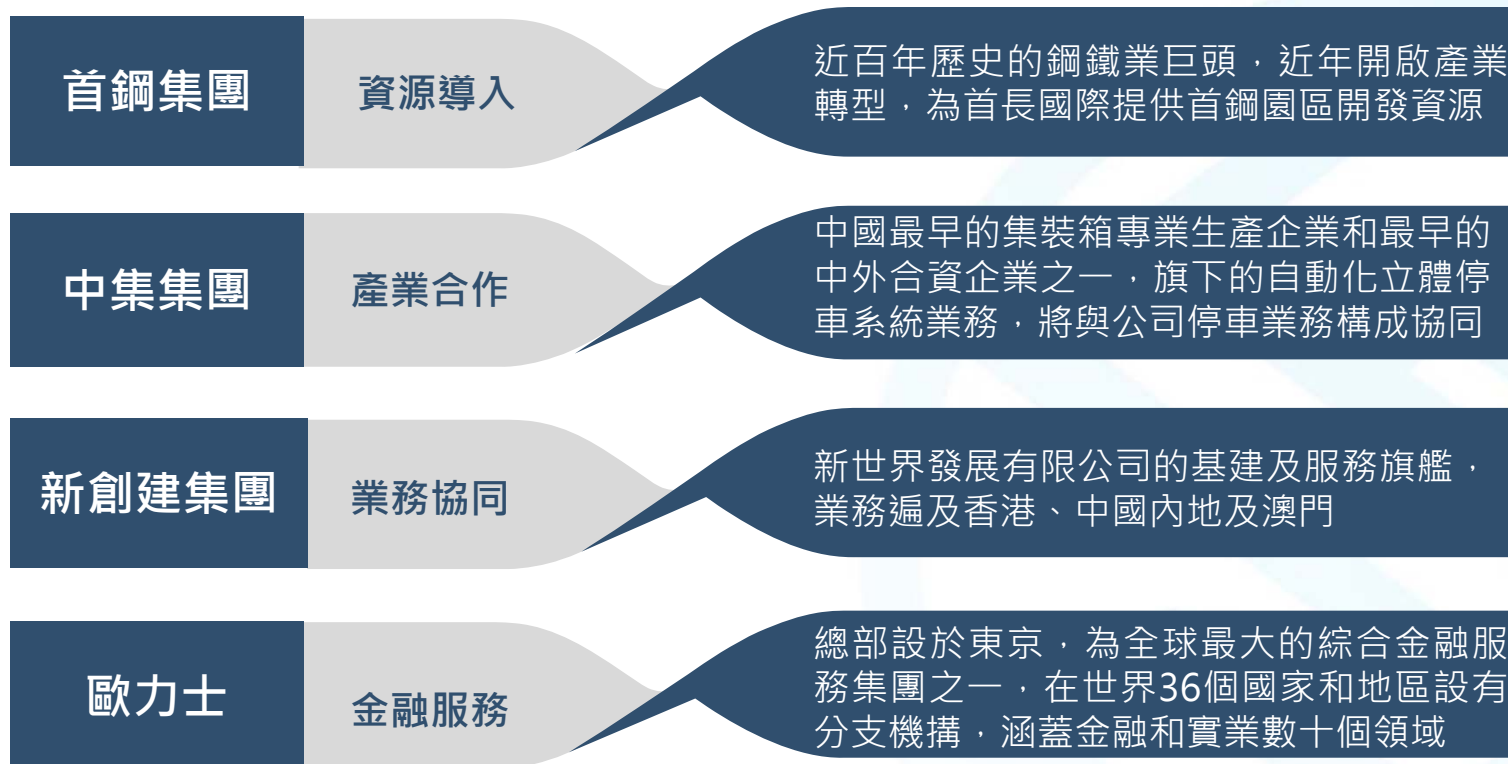 首鋼集團
資源導入
近百年歷史的鋼鐵業巨頭，近年開啟產業
轉型，為首長國際提供首鋼園區開發資源
中集集團
產業合作
中國最早的集裝箱專業生產企業和最早的
中外合資企業之一，旗下的自動化立體停
車系統業務，將與公司停車業務構成協同
新創建集團
業務協同
新世界發展有限公司的基建及服務旗艦，
業務遍及香港、中國內地及澳門
歐力士
金融服務
總部設於東京，為全球最大的綜合金融服
務集團之一，在世界36個國家和地區設有
分支機搆，涵蓋金融和實業數十個領域